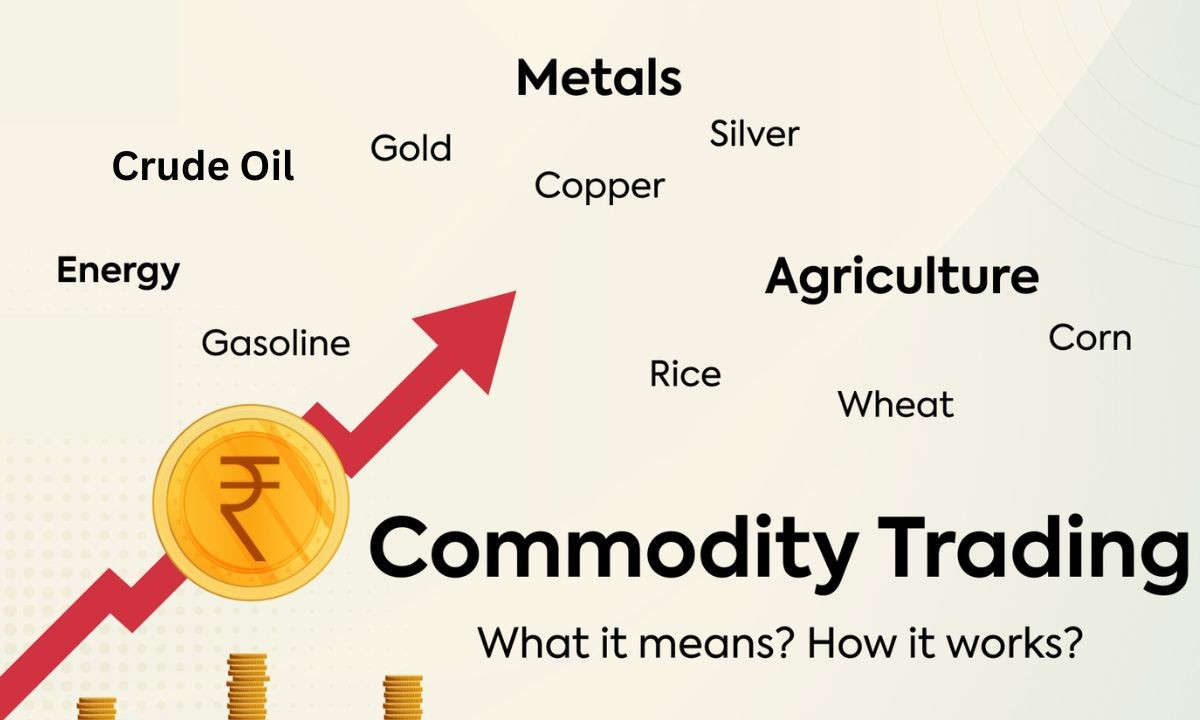 Metals
Silver
Gold
Crude Oil
Copper
Energy
Agriculture
Gasoline
Corn
Rice
Wheat
₹
Commodity Trading
What it means? How it works?